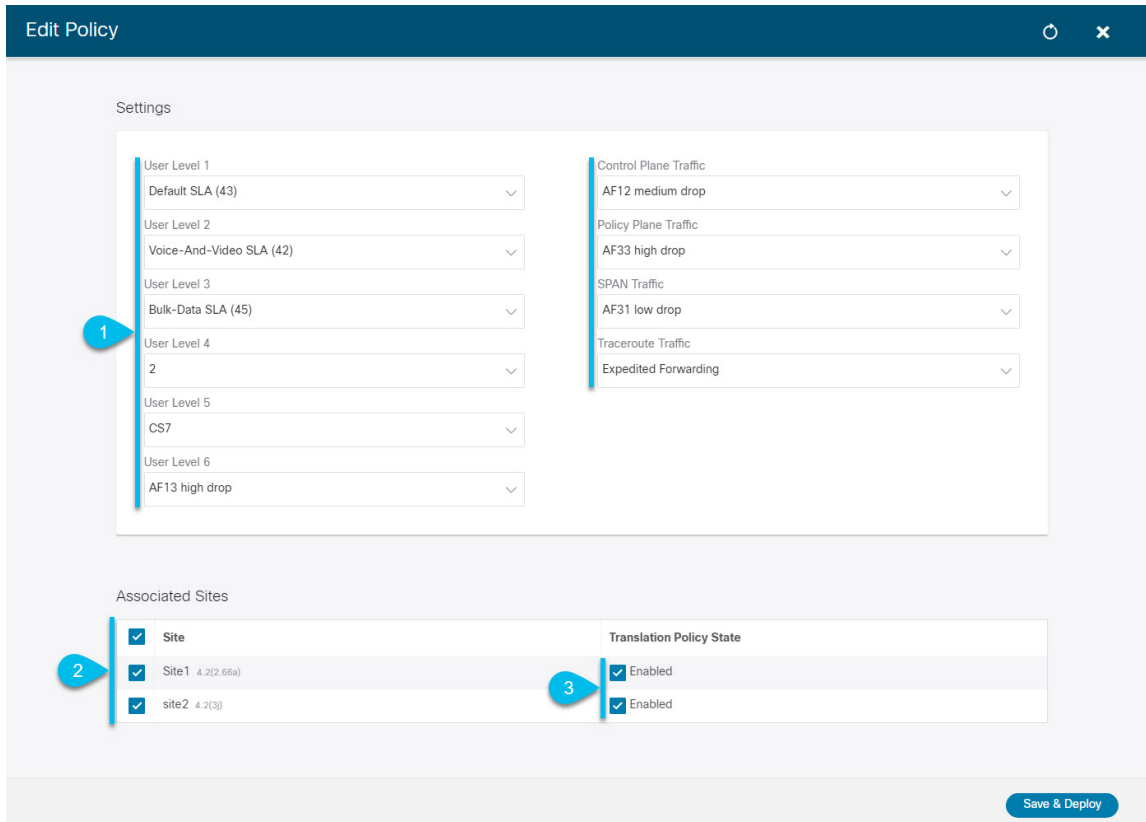 Edit Policy
Settings
User Level 1
Default SLA (43)
User Level 2
Voice-And-Video SLA (42)
User Level 3
Bulk-Data SLA (45)
1
User Level 4
2
User Level 5
CS7
User Level 6
AF13 high drop
Control Plane Traffic
AF12 medium drop
Policy Plane Traffic
AF33 high drop
SPAN Traffic
AF31 low drop
Traceroute Traffic
Expedited Forwarding
Associated Sites
Site Translation Policy State
2
Site1 4.2(2.66a) Enabled
3
site2 4.2(3j) Enabled
Save & Deploy